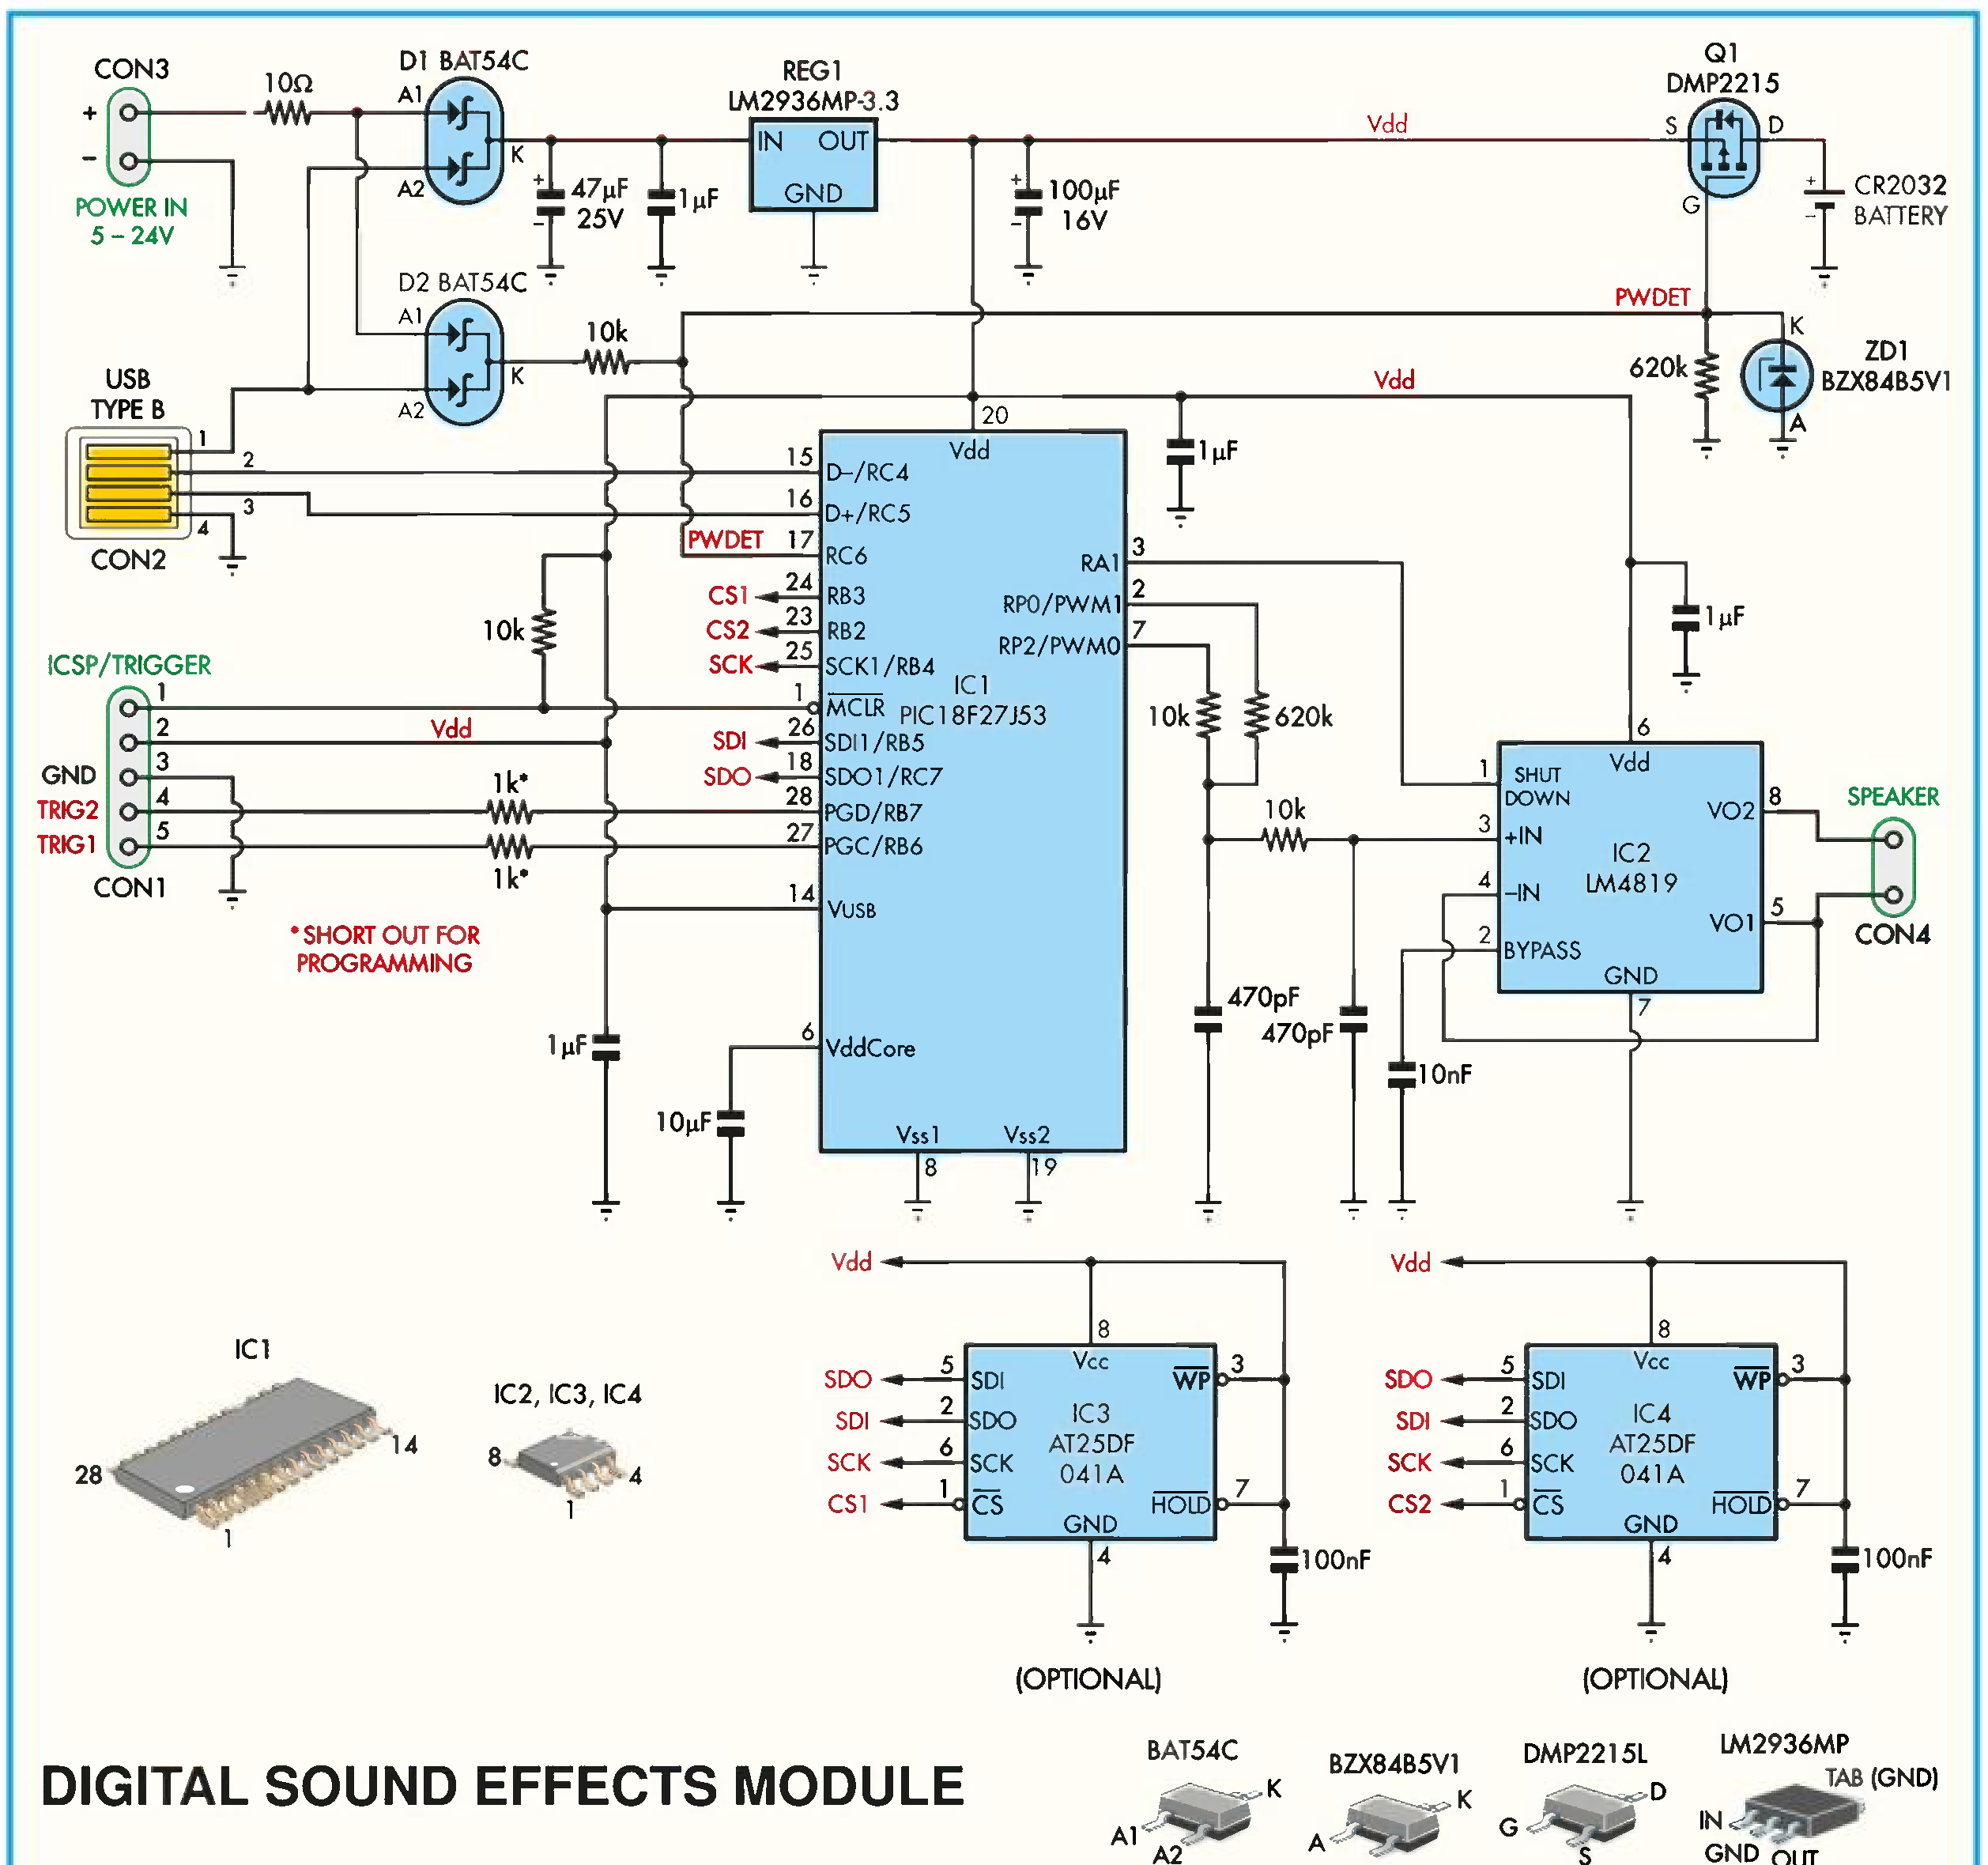 CON3
+
–
POWER IN
5 – 24V
10Ω
D1 BAT54C
A1
A2
K
+
–
47µF
25V
1µF
REG1
LM2936MP-3.3
IN
OUT
GND
+
–
100µF
16V
Vdd
Q1
DMP2215
S
D
G
+
–
CR2032
BATTERY
D2 BAT54C
A1
A2
K
10k
PWDET
620k
K
ZD1
BZX84B5V1
A
USB
TYPE B
1
2
3
4
CON2
Vdd
1µF
20
Vdd
15
D–/RC4
16
D+/RC5
PWDET
17
RC6
CS1
24
RB3
CS2
23
RB2
SCK
25
SCK1/RB4
1
MCLR
IC1
PIC18F27J53
SDI
26
SDI1/RB5
SDO
18
SDO1/RC7
28
PGD/RB7
27
PGC/RB6
14
VUSB
6
VddCore
Vss1
Vss2
8
19
RA1
3
RP0/PWM1
2
RP2/PWM0
7
10k
ICSP/TRIGGER
1
2
Vdd
GND
3
TRIG2
4
TRIG1
5
CON1
1k*
1k*
* SHORT OUT FOR
PROGRAMMING
1µF
10µF
10k
620k
10k
470pF
470pF
10nF
1µF
6
Vdd
1
SHUT
DOWN
3
+IN
4
–IN
2
BYPASS
IC2
LM4819
VO2
8
VO1
5
GND
7
SPEAKER
CON4
Vdd
8
Vcc
SDO
5
SDI
SDI
2
SDO
SCK
6
SCK
CS1
1
CS
IC3
AT25DF
041A
WP
3
HOLD
7
GND
4
100nF
(OPTIONAL)
Vdd
8
Vcc
SDO
5
SDI
SDI
2
SDO
SCK
6
SCK
CS2
1
CS
IC4
AT25DF
041A
WP
3
HOLD
7
GND
4
100nF
(OPTIONAL)
IC1
28
14
1
IC2, IC3, IC4
8
4
1
DIGITAL SOUND EFFECTS MODULE
BAT54C
K
A1
A2
BZX84B5V1
K
A
DMP2215L
D
G
S
LM2936MP
TAB (GND)
IN
GND
OUT